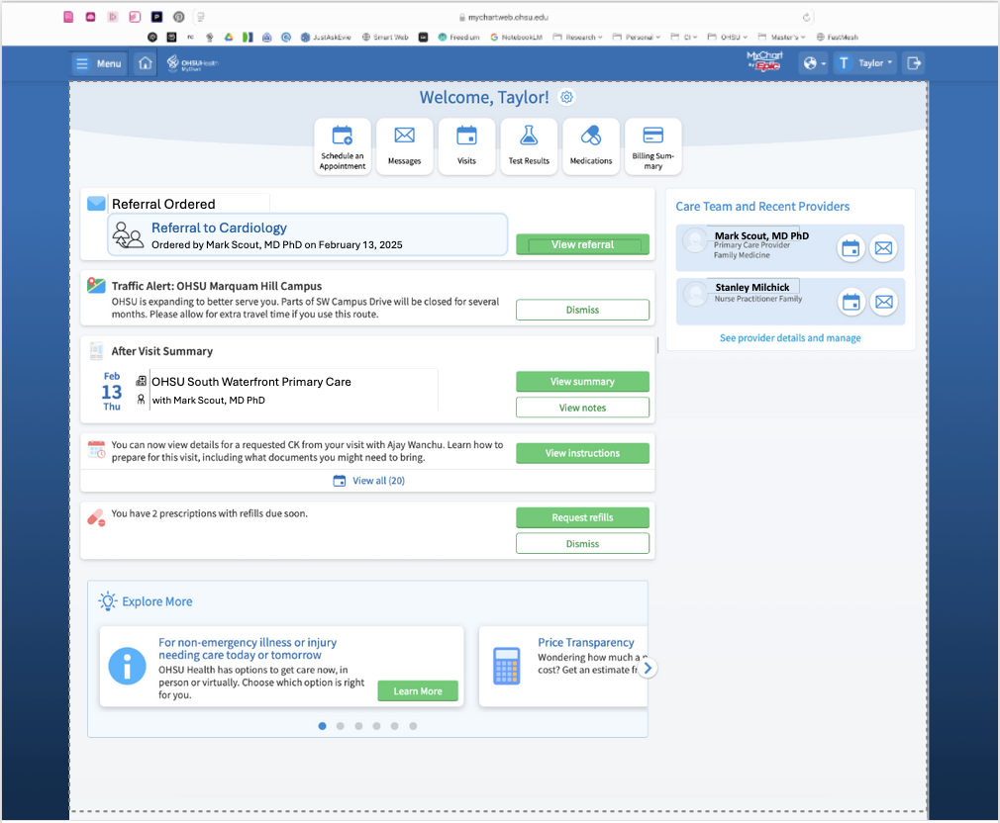 mychartweb.ohsu.edu
rc
JustAskEvie
Smart Web
Freedium
NotebookLM
Research
Personal
CI
OHSU
Master's
FastMesh
Menu
OHSU Health
MyChart
MyChart
by Epic
T Taylor
Welcome, Taylor!
Schedule an
Appointment
Messages
Visits
Test Results
Medications
Billing Sum-
mary
Referral Ordered
Referral to Cardiology
Ordered by Mark Scout, MD PhD on February 13, 2025
View referral
Traffic Alert: OHSU Marquam Hill Campus
OHSU is expanding to better serve you. Parts of SW Campus Drive will be closed for several
months. Please allow for extra travel time if you use this route.
Dismiss
After Visit Summary
Feb
13
Thu
OHSU South Waterfront Primary Care
with Mark Scout, MD PhD
View summary
View notes
You can now view details for a requested CK from your visit with Ajay Wanchu. Learn how to
prepare for this visit, including what documents you might need to bring.
View instructions
View all (20)
You have 2 prescriptions with refills due soon.
Request refills
Dismiss
Explore More
For non-emergency illness or injury
needing care today or tomorrow
OHSU Health has options to get care now, in
person or virtually. Choose which option is right
for you.
Learn More
Price Transparency
Wondering how much a
cost? Get an estimate
Care Team and Recent Providers
Mark Scout, MD PhD
Primary Care Provider
Family Medicine
Stanley Milchick
Nurse Practitioner Family
See provider details and manage